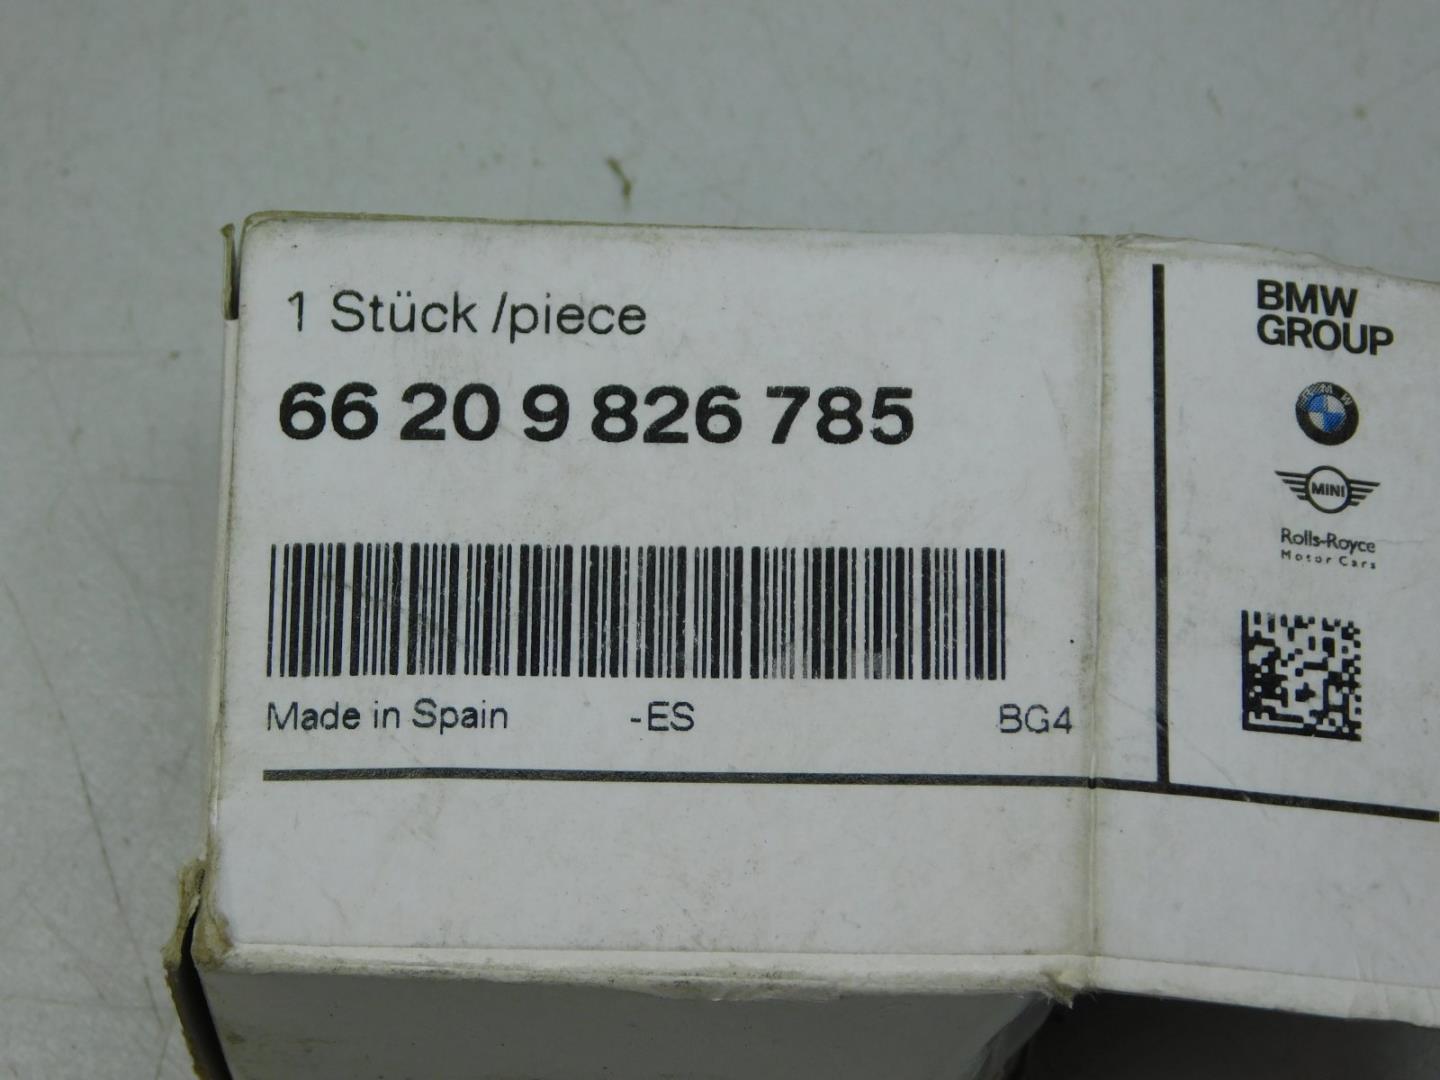 1 Stück /piece
66 20 9 826 785
Made in Spain -ES BG4
BMW
GROUP
BMW
MINI
Rolls-Royce
Motor Cars